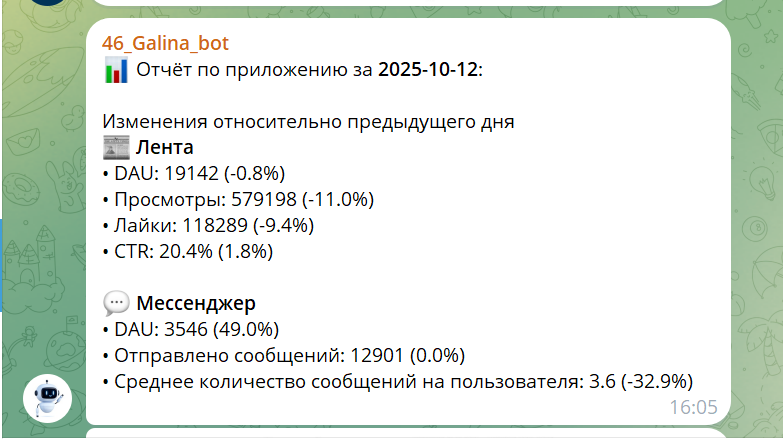 46_Galina_bot
📊 Отчёт по приложению за 2025-10-12:
Изменения относительно предыдущего дня
📰 Лента
• DAU: 19142 (-0.8%)
• Просмотры: 579198 (-11.0%)
• Лайки: 118289 (-9.4%)
• CTR: 20.4% (1.8%)
💬 Мессенджер
• DAU: 3546 (49.0%)
• Отправлено сообщений: 12901 (0.0%)
• Среднее количество сообщений на пользователя: 3.6 (-32.9%)
16:05